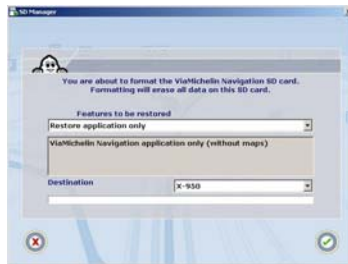 SD Manager
You are about to format the ViaMichelin Navigation SD card.
Formatting will erase all data on this SD card.
Features to be restored
Restore application only
ViaMichelin Navigation application only (without maps)
Destination
X-950